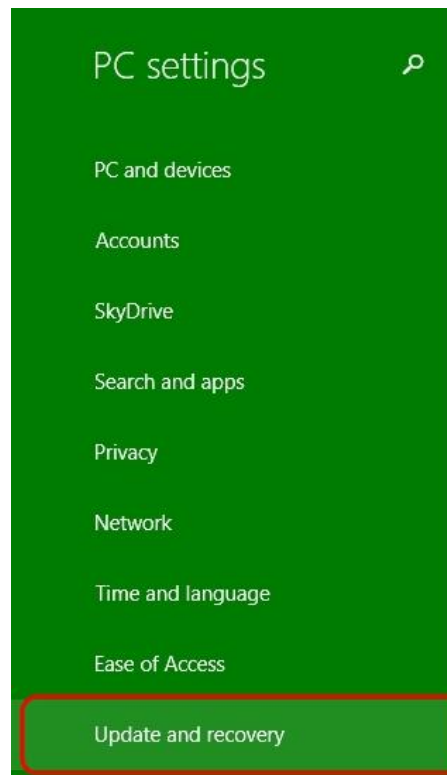 PC settings
PC and devices
Accounts
SkyDrive
Search and apps
Privacy
Network
Time and language
Ease of Access
Update and recovery